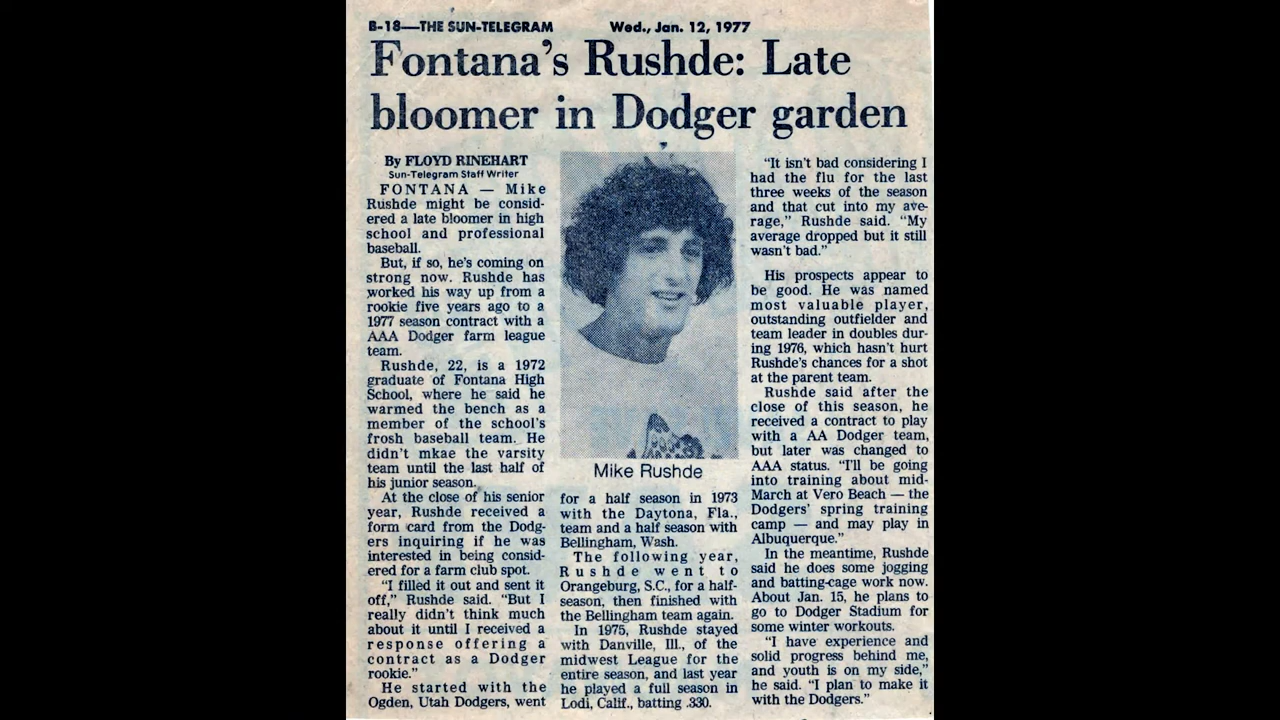 B-18—THE SUN-TELEGRAM Wed., Jan. 12, 1977
Fontana's Rushde: Late
bloomer in Dodger garden
By FLOYD RINEHART
Sun-Telegram Staff Writer
FONTANA — Mike
Rushde might be consid-
ered a late bloomer in high
school and professional
baseball.
But, if so, he's coming on
strong now. Rushde has
worked his way up from a
rookie five years ago to a
1977 season contract with a
AAA Dodger farm league
team.
Rushde, 22, is a 1972
graduate of Fontana High
School, where he said he
warmed the bench as a
member of the school's
frosh baseball team. He
didn't mkae the varsity
team until the last half of
his junior season.
At the close of his senior
year, Rushde received a
form card from the Dodg-
ers inquiring if he was
interested in being consid-
ered for a farm club spot.
"I filled it out and sent it
off," Rushde said. "But I
really didn't think much
about it until I received a
response offering a
contract as a Dodger
rookie."
He started with the
Ogden, Utah Dodgers, went
Mike Rushde
for a half season in 1973
with the Daytona, Fla.,
team and a half season with
Bellingham, Wash.
The following year,
Rushde went to
Orangeburg, S.C., for a half-
season, then finished with
the Bellingham team again.
In 1975, Rushde stayed
with Danville, Ill., of the
midwest League for the
entire season, and last year
he played a full season in
Lodi, Calif., batting .330.
"It isn't bad considering I
had the flu for the last
three weeks of the season
and that cut into my ave-
rage," Rushde said. "My
average dropped but it still
wasn't bad."
His prospects appear to
be good. He was named
most valuable player,
outstanding outfielder and
team leader in doubles dur-
ing 1976, which hasn't hurt
Rushde's chances for a shot
at the parent team.
Rushde said after the
close of this season, he
received a contract to play
with a AA Dodger team,
but later was changed to
AAA status. "I'll be going
into training about mid-
March at Vero Beach — the
Dodgers' spring training
camp — and may play in
Albuquerque."
In the meantime, Rushde
said he does some jogging
and batting-cage work now.
About Jan. 15, he plans to
go to Dodger Stadium for
some winter workouts.
"I have experience and
solid progress behind me,
and youth is on my side,"
he said. "I plan to make it
with the Dodgers."